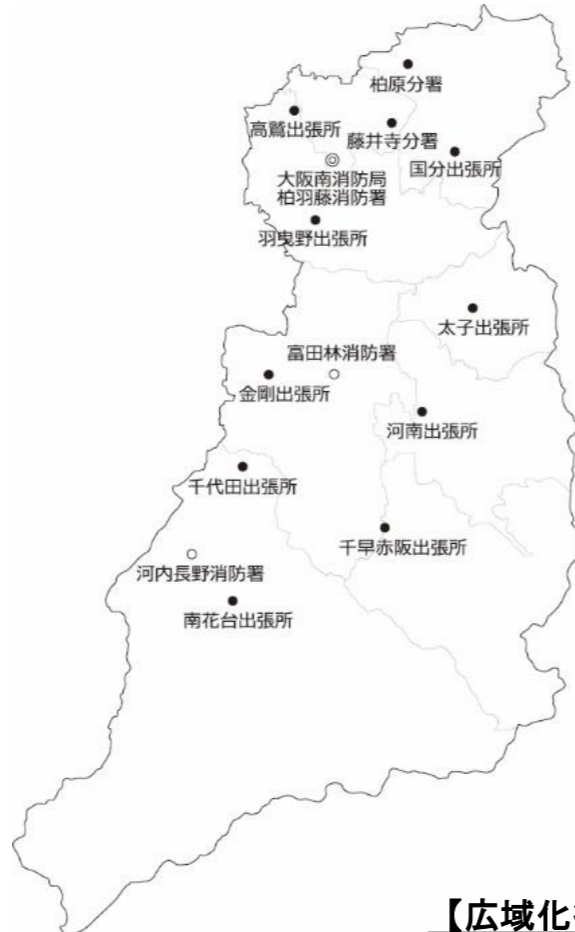 柏原分署
高鷲出張所
藤井寺分署
国分出張所
大阪南消防局
柏羽藤消防署
羽曳野出張所
太子出張所
富田林消防署
金剛出張所
河南出張所
千代田出張所
千早赤阪出張所
河内長野消防署
南花台出張所
【広域化